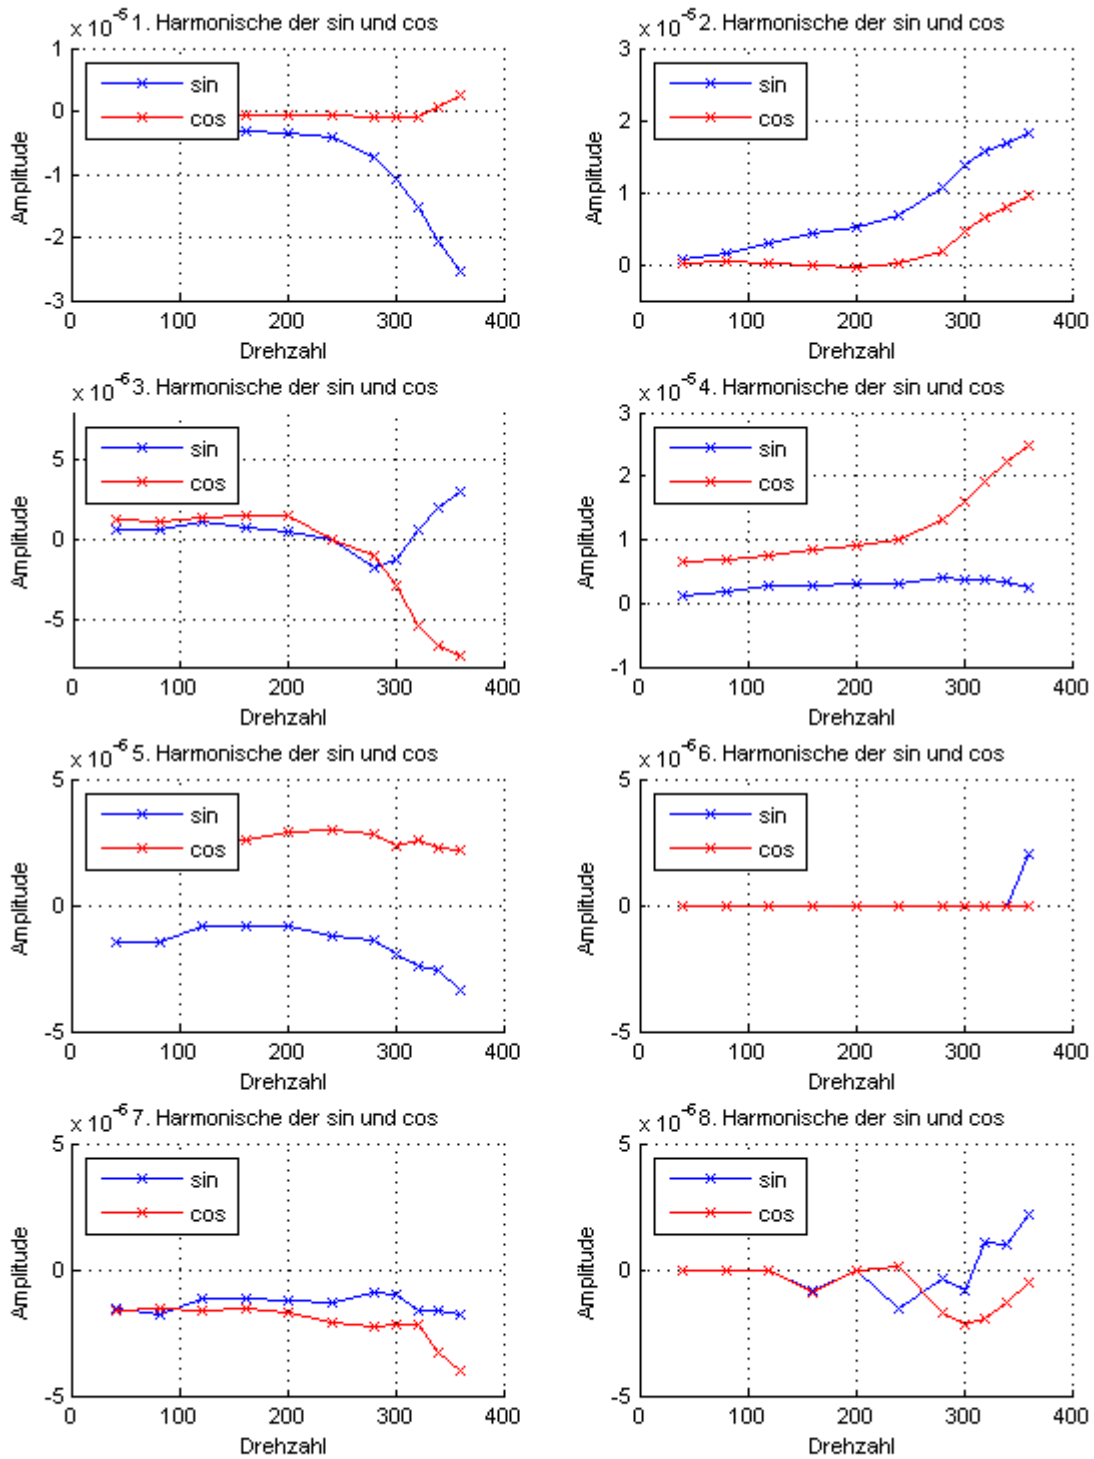 x 10^-5 1. Harmonische der sin und cos
1
0
-1
-2
-3
Amplitude
sin
cos
0 100 200 300 400
Drehzahl
x 10^-5 2. Harmonische der sin und cos
3
2
1
0
Amplitude
sin
cos
0 100 200 300 400
Drehzahl
x 10^-6 3. Harmonische der sin und cos
5
0
-5
Amplitude
sin
cos
0 100 200 300 400
Drehzahl
x 10^-5 4. Harmonische der sin und cos
3
2
1
0
-1
Amplitude
sin
cos
0 100 200 300 400
Drehzahl
x 10^-6 5. Harmonische der sin und cos
5
0
-5
Amplitude
sin
cos
0 100 200 300 400
Drehzahl
x 10^-6 6. Harmonische der sin und cos
5
0
-5
Amplitude
sin
cos
0 100 200 300 400
Drehzahl
x 10^-6 7. Harmonische der sin und cos
5
0
-5
Amplitude
sin
cos
0 100 200 300 400
Drehzahl
x 10^-6 8. Harmonische der sin und cos
5
0
-5
Amplitude
sin
cos
0 100 200 300 400
Drehzahl